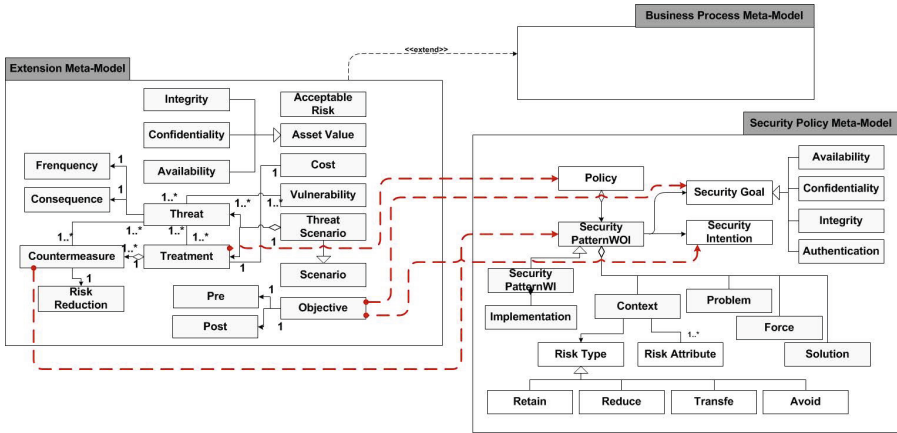 Business Process Meta-Model
<<extend>>
Extension Meta-Model
Integrity
Acceptable
Risk
Confidentiality
Asset Value
Availability
Cost
1
Frenquency
1
Consequence
1
Vulnerability
1..*
1..
Threat
1..*
Threat
Scenario
1
1..*
1..*
1..*
Countermeasure
1
Treatment
Scenario
1
Risk
Reduction
Pre
1
Objective
Post
1
Security Policy Meta-Model
Policy
Security Goal
Availability
Confidentiality
Integrity
Authentication
Security
PatternWOI
Security
Intention
Security
PatternWI
Implementation
Context
Problem
Force
Solution
1..*
Risk Type
Risk Attribute
Retain
Reduce
Transfe
Avoid